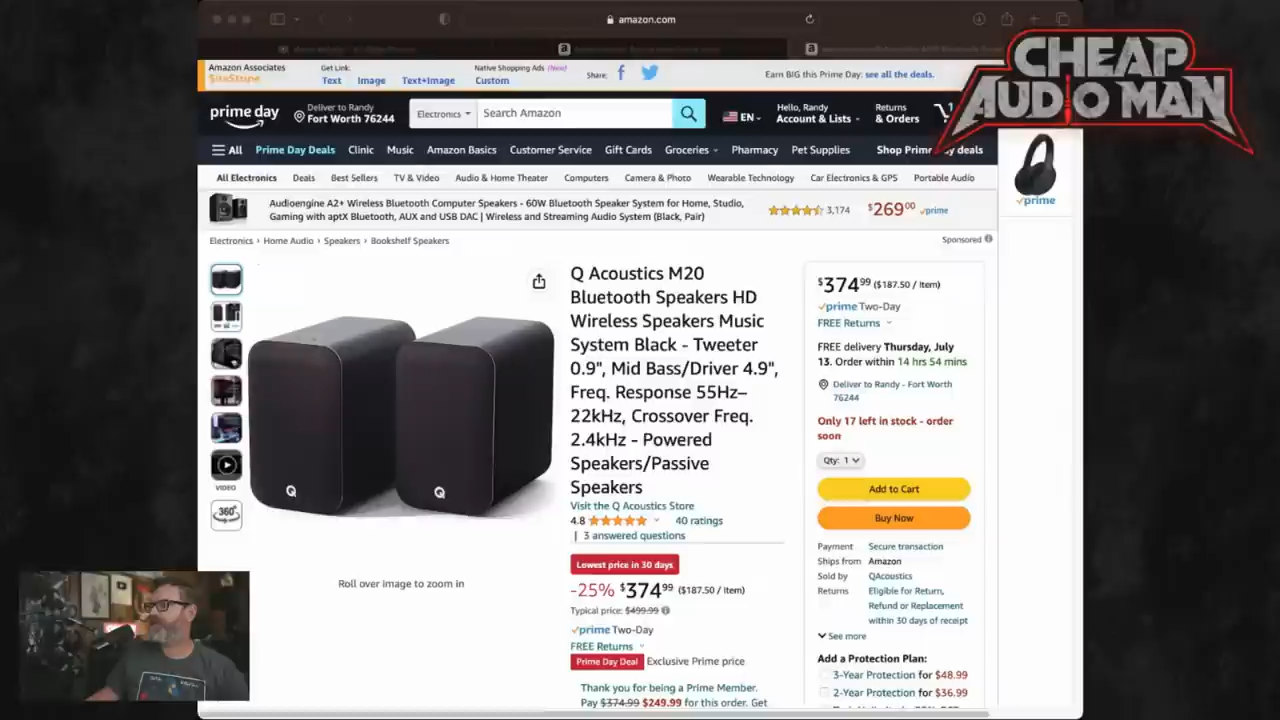 amazon.com
CHEAP
AUDIO MAN
Amazon Associates
SiteStripe
Get Link:
Text Image Text+Image
Native Shopping Ads (New)
Custom
Share:
Earn BIG this Prime Day: see all the deals.
prime day
Deliver to Randy
Fort Worth 76244
Electronics
Search Amazon
EN
Hello, Randy
Account & Lists
Returns
& Orders
All
Prime Day Deals
Clinic
Music
Amazon Basics
Customer Service
Gift Cards
Groceries
Pharmacy
Pet Supplies
All Electronics
Deals
Best Sellers
TV & Video
Audio & Home Theater
Computers
Camera & Photo
Wearable Technology
Car Electronics & GPS
Portable Audio
prime
Audioengine A2+ Wireless Bluetooth Computer Speakers - 60W Bluetooth Speaker System for Home, Studio,
Gaming with aptX Bluetooth, AUX and USB DAC | Wireless and Streaming Audio System (Black, Pair)
3,174
$269.00 prime
Electronics › Home Audio › Speakers › Bookshelf Speakers
Sponsored
Q Acoustics M20
Bluetooth Speakers HD
Wireless Speakers Music
System Black - Tweeter
0.9", Mid Bass/Driver 4.9",
Freq. Response 55Hz–
22kHz, Crossover Freq.
2.4kHz - Powered
Speakers/Passive
Speakers
Visit the Q Acoustics Store
4.8
40 ratings
| 3 answered questions
Lowest price in 30 days
-25% $374.99 ($187.50 / Item)
Typical price: $499.99
prime Two-Day
FREE Returns
Prime Day Deal Exclusive Prime price
Thank you for being a Prime Member.
Pay $374.99 $249.99 for this order. Get
VIDEO
360°
Roll over image to zoom in
$374.99 ($187.50 / Item)
prime Two-Day
FREE Returns
FREE delivery Thursday, July
13. Order within 14 hrs 54 mins
Deliver to Randy - Fort Worth
76244
Only 17 left in stock - order
soon
Qty: 1
Add to Cart
Buy Now
Payment Secure transaction
Ships from Amazon
Sold by QAcoustics
Returns Eligible for Return,
Refund or Replacement
within 30 days of receipt
See more
Add a Protection Plan:
3-Year Protection for $48.99
2-Year Protection for $36.99